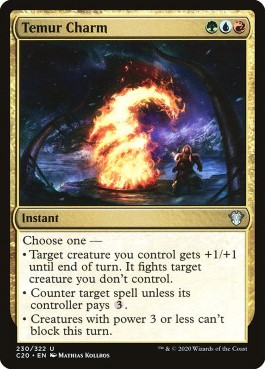 Temur Charm
Instant
Choose one —
• Target creature you control gets +1/+1
until end of turn. It fights target
creature you don't control.
• Counter target spell unless its
controller pays 3.
• Creatures with power 3 or less can't
block this turn.
230/322 U
C20 • EN MATHIAS KOLLROS
™ & © 2020 Wizards of the Coast